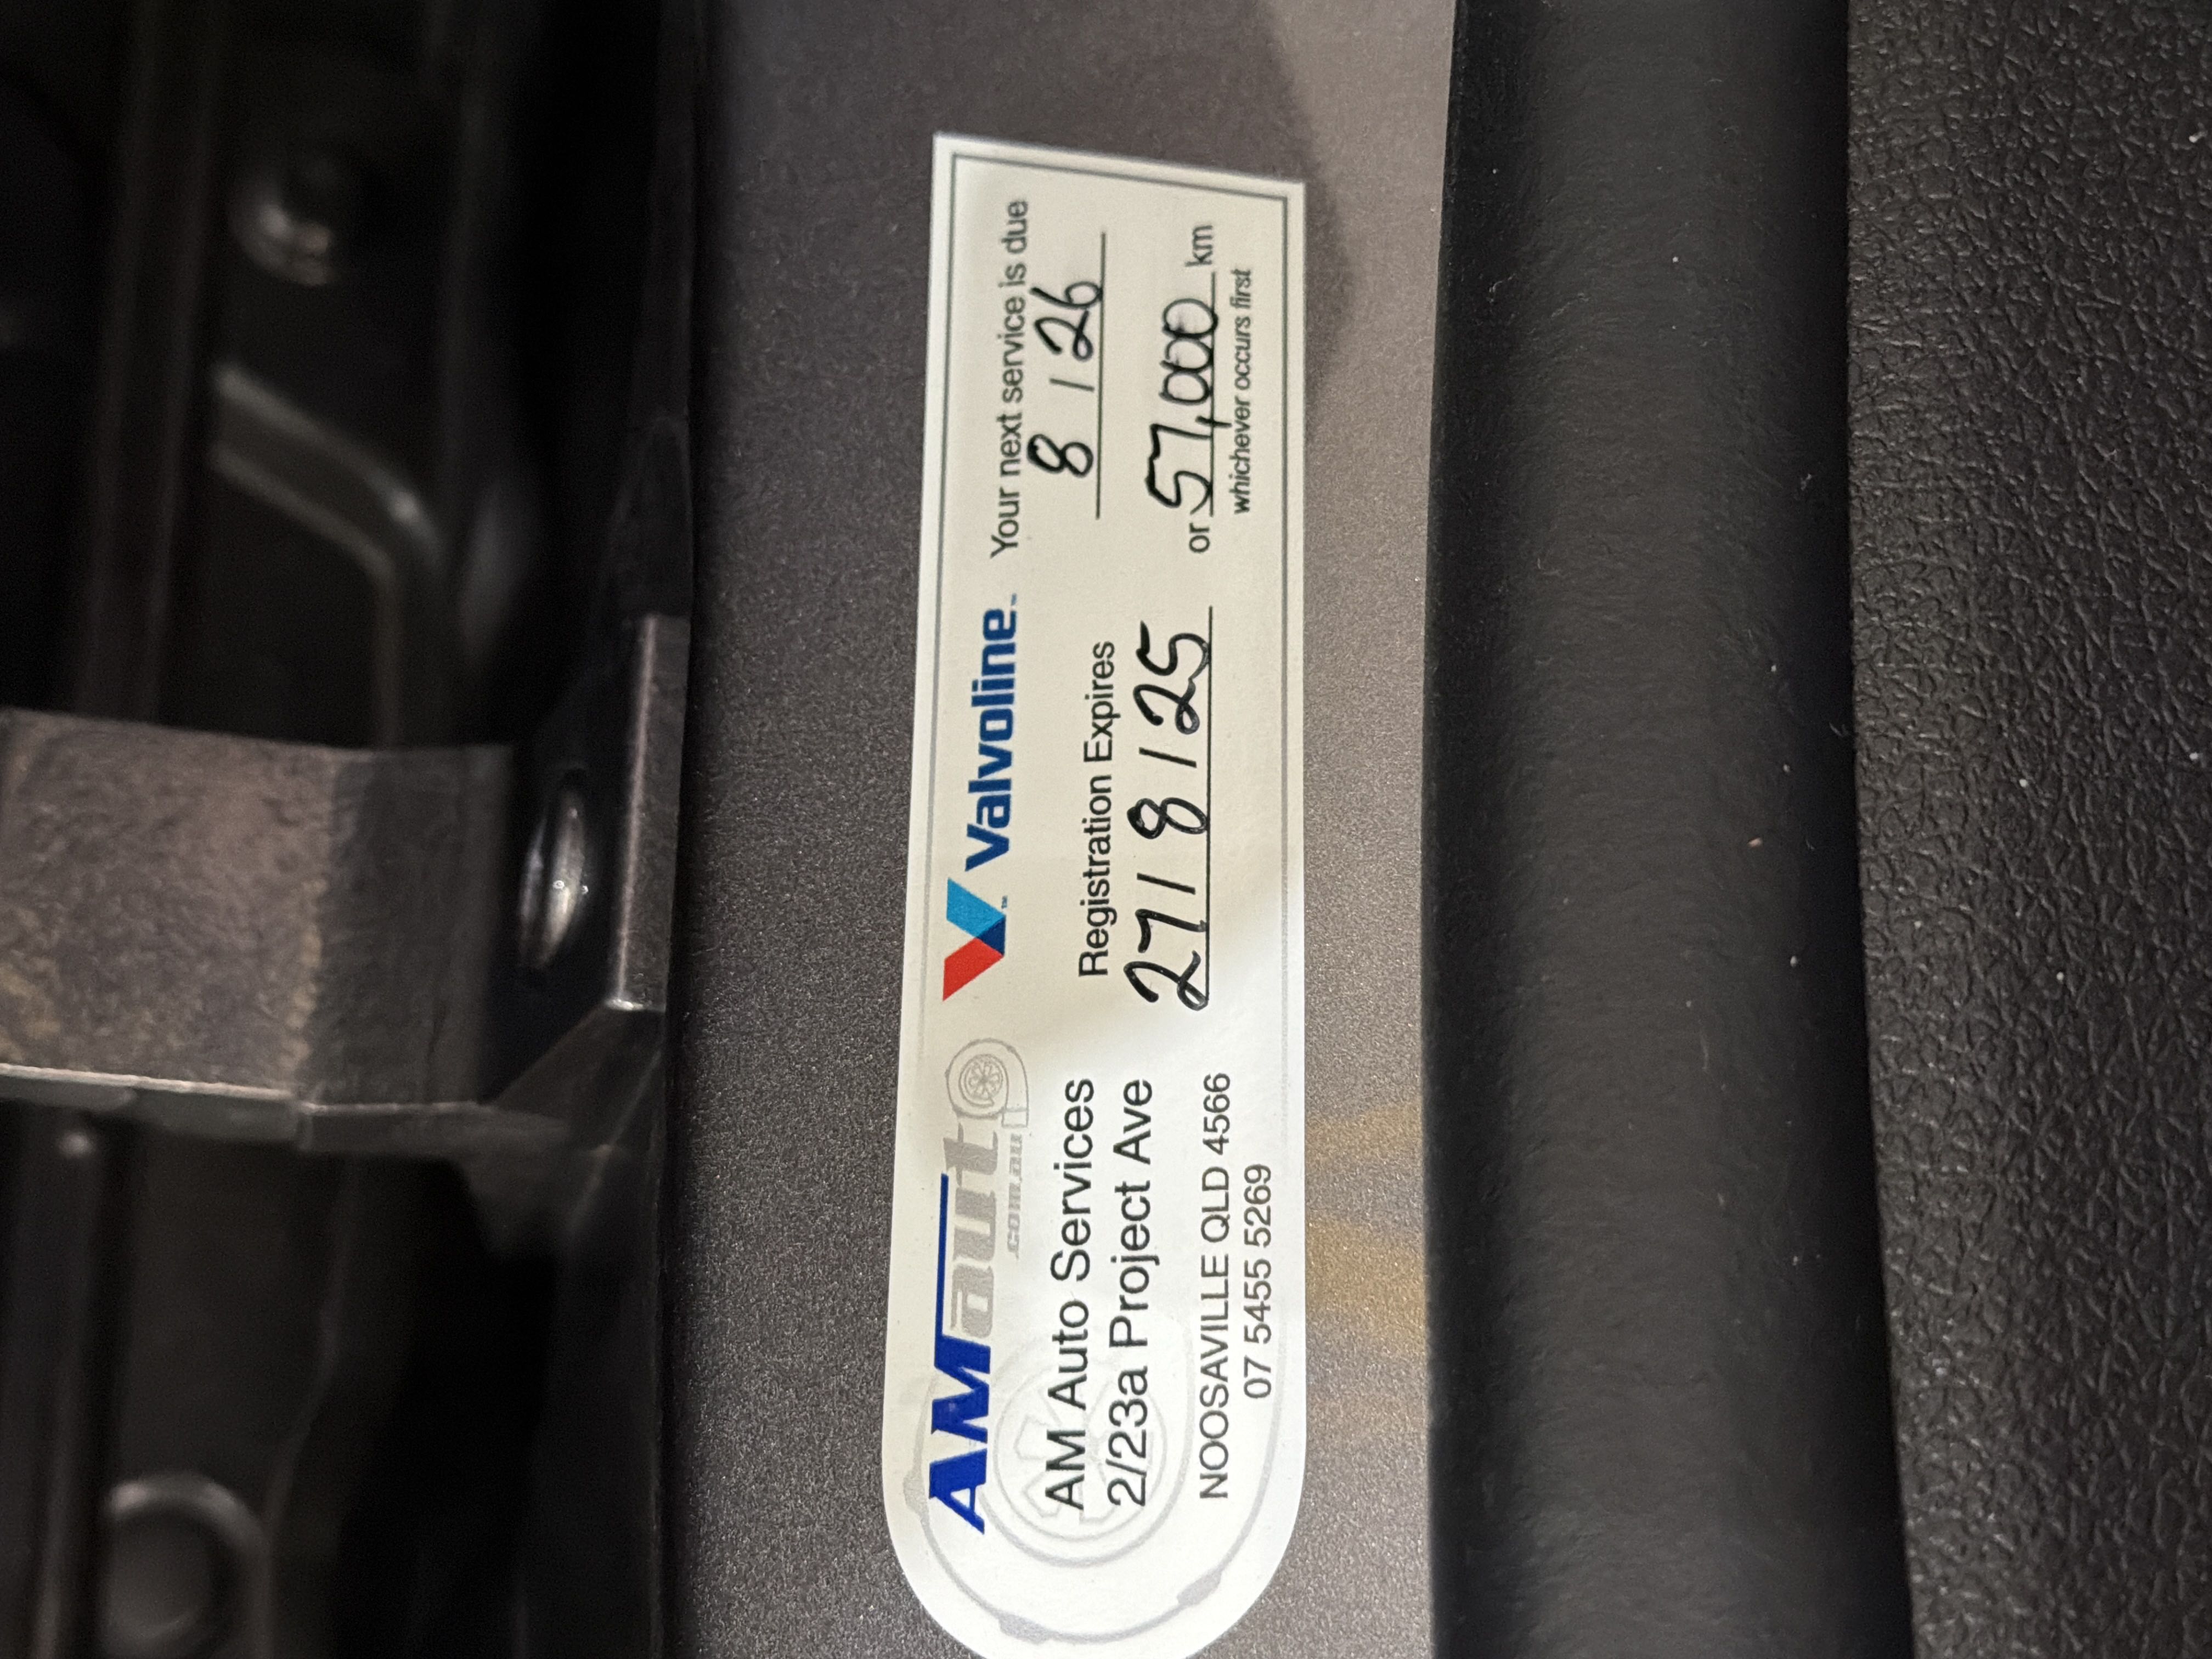 AMauto
.com.au
AM Auto Services
2/23a Project Ave
NOOSAVILLE QLD 4566
07 5455 5269
Valvoline™
Registration Expires
27 / 8 / 25
Your next service is due
8 / 26
or 57,000 km
whichever occurs first